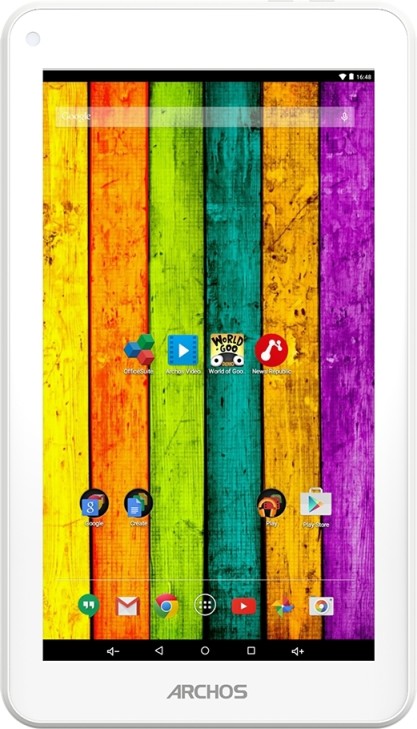 16:48
Google
WORLD
OF
GOO
OfficeSuite
Archos Video
World of Goo
News Republic
8
Google
Create
Play
Play Store
ARCHOS